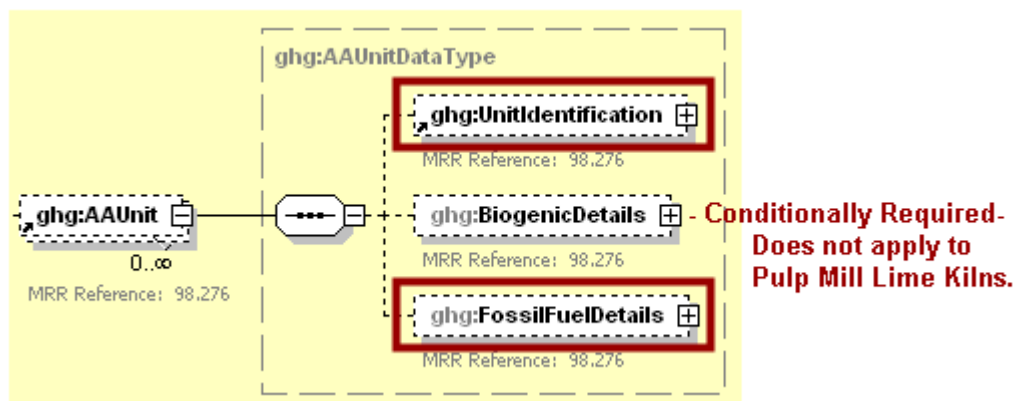 ghg:AAUnitDataType
ghg:UnitIdentification
MRR Reference: 98.276
ghg:AAUnit
0..∞
MRR Reference: 98.276
ghg:BiogenicDetails
- Conditionally Required-
Does not apply to
Pulp Mill Lime Kilns.
MRR Reference: 98.276
ghg:FossilFuelDetails
MRR Reference: 98.276